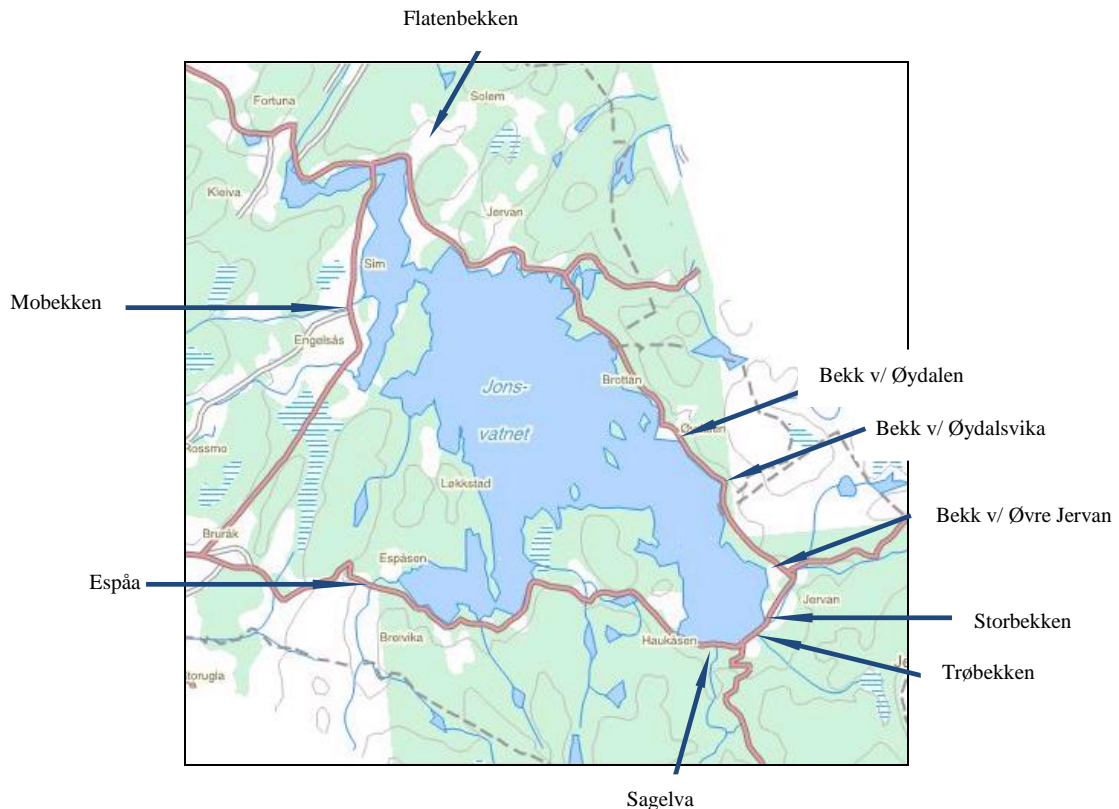 Flatenbekken
Solem
Fortuna
Kleiva
Jervan
Sim
Mobekken
Engelsås
Bekk v/ Øydalen
Brottan
Jons-
vatnet
Bekk v/ Øydalsvika
Rossmo
Løkkstad
Bekk v/ Øvre Jervan
Bruråk
Espåsen
Espåa
Jervan
Storbekken
Breivika
Haukåsen
Trøbekken
Sagelva